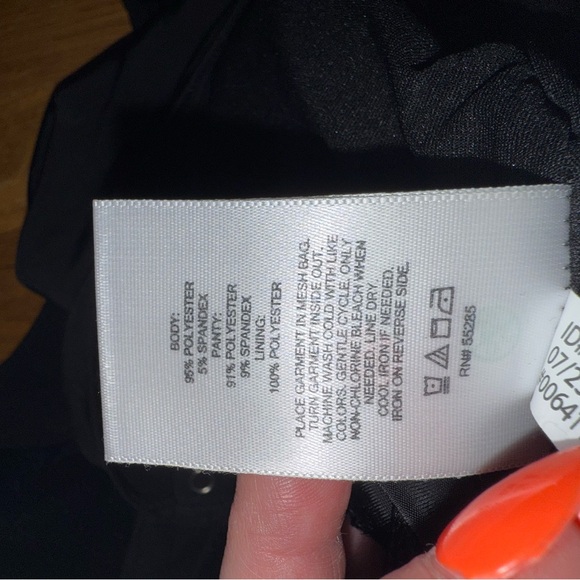 BODY:
95% POLYESTER
5% SPANDEX
PANTY:
91% POLYESTER
9% SPANDEX
LINING:
100% POLYESTER
PLACE GARMENT IN MESH BAG.
TURN GARMENT INSIDE OUT.
MACHINE WASH COLD WITH LIKE
COLORS, GENTLE CYCLE. ONLY
NON-CHLORINE BLEACH WHEN
NEEDED. LINE DRY.
COOL IRON IF NEEDED.
IRON ON REVERSE SIDE.
RN# 55285